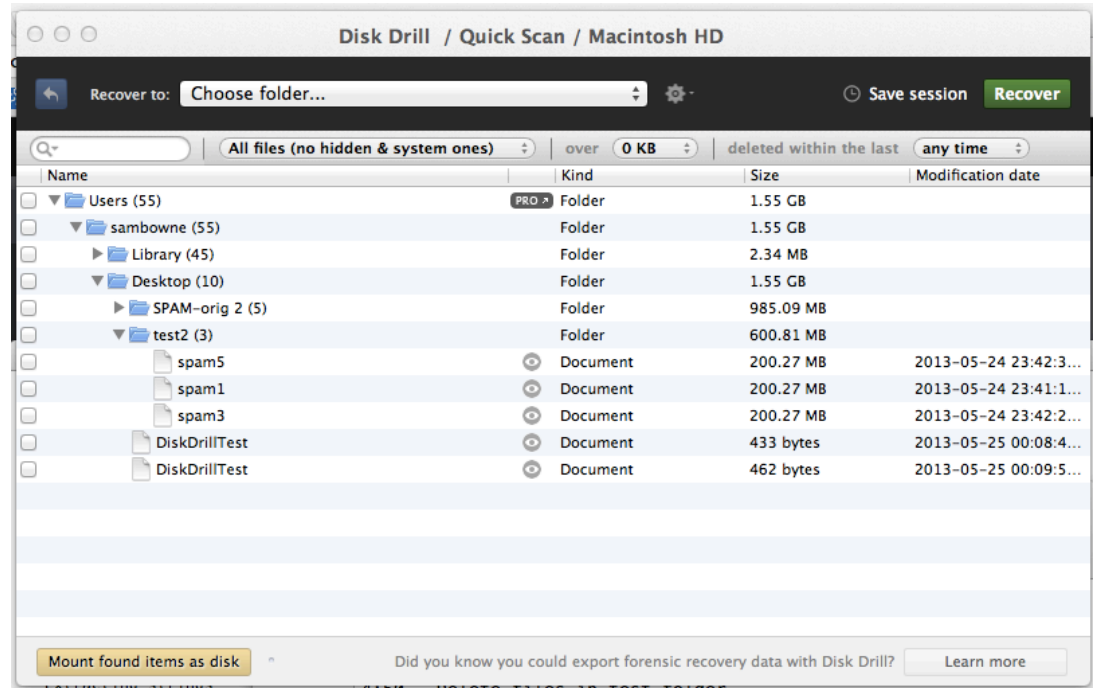 Disk Drill / Quick Scan / Macintosh HD
Recover to: Choose folder... Save session Recover
All files (no hidden & system ones) over 0 KB deleted within the last any time
Name Kind Size Modification date
Users (55) PRO Folder 1.55 GB
sambowne (55) Folder 1.55 GB
Library (45) Folder 2.34 MB
Desktop (10) Folder 1.55 GB
SPAM-orig 2 (5) Folder 985.09 MB
test2 (3) Folder 600.81 MB
spam5 Document 200.27 MB 2013-05-24 23:42:3...
spam1 Document 200.27 MB 2013-05-24 23:41:1...
spam3 Document 200.27 MB 2013-05-24 23:42:2...
DiskDrillTest Document 433 bytes 2013-05-25 00:08:4...
DiskDrillTest Document 462 bytes 2013-05-25 00:09:5...
Mount found items as disk Did you know you could export forensic recovery data with Disk Drill? Learn more